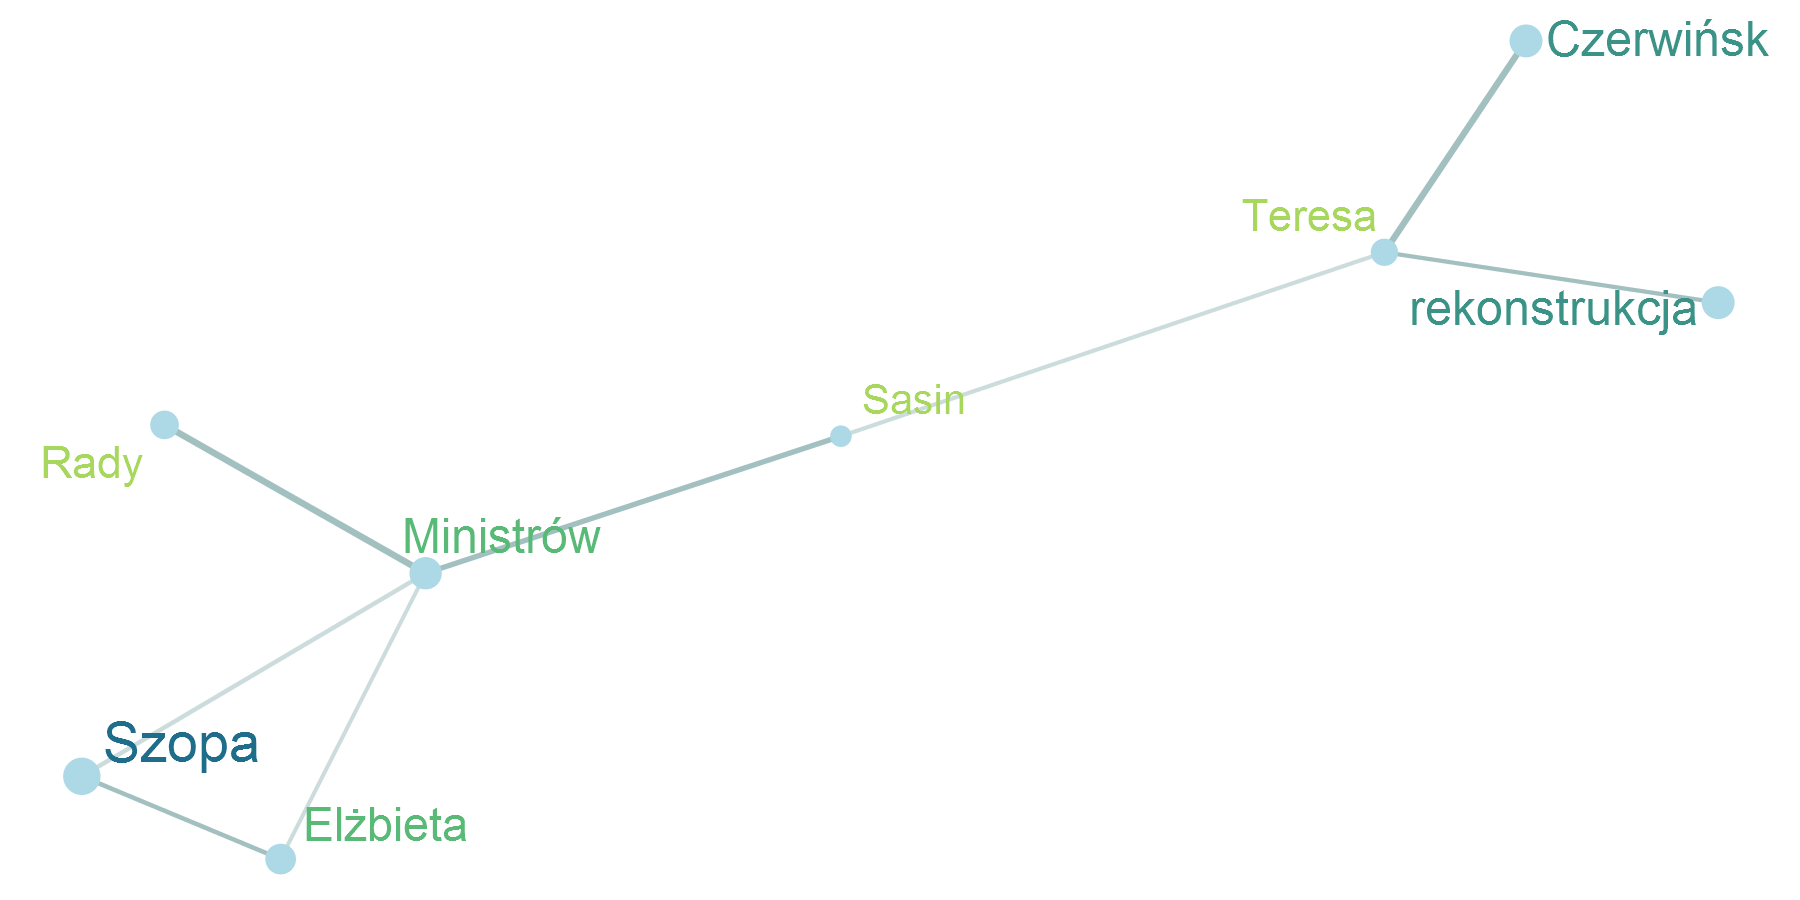 Czerwińsk
Teresa
rekonstrukcja
Sasin
Rady
Ministrów
Szopa
Elżbieta